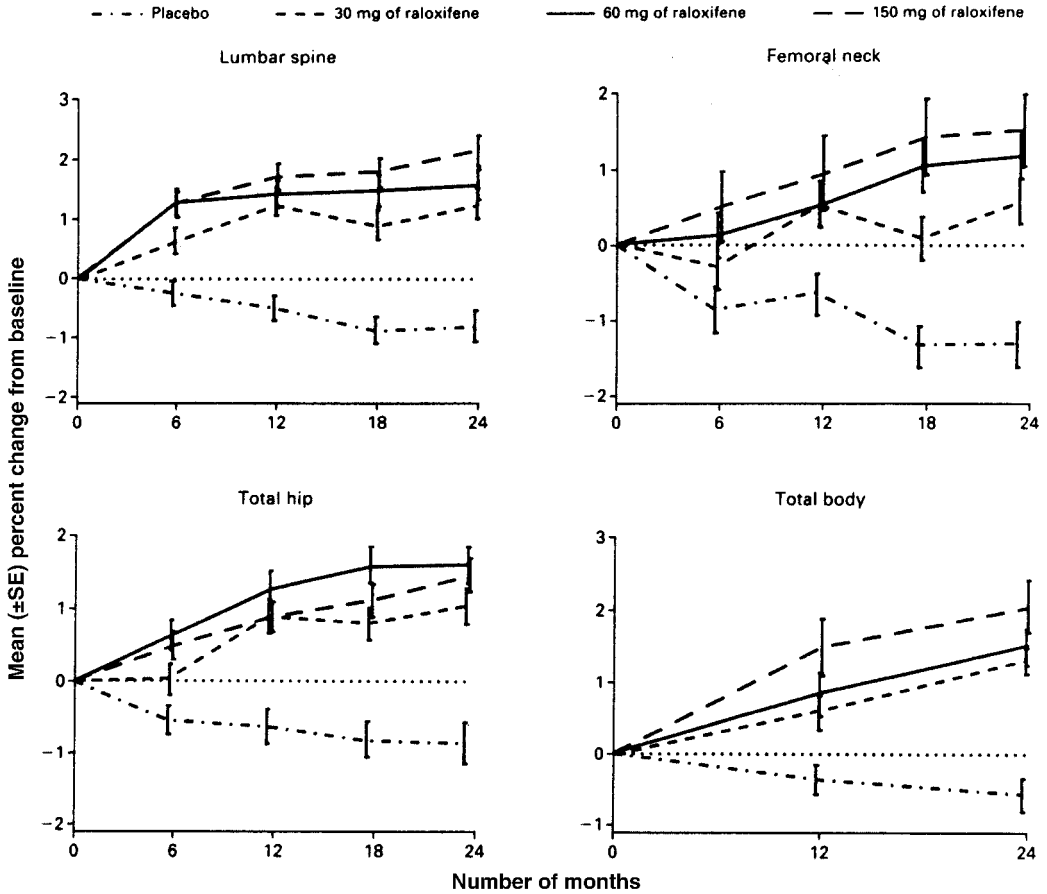 Placebo 30 mg of raloxifene 60 mg of raloxifene 150 mg of raloxifene
Lumbar spine
3
2
1
0
−1
−2
0 6 12 18 24
Femoral neck
2
1
0
−1
−2
0 6 12 18 24
Total hip
2
1
0
−1
−2
0 6 12 18 24
Total body
3
2
1
0
−1
0 12 24
Mean (±SE) percent change from baseline
Number of months